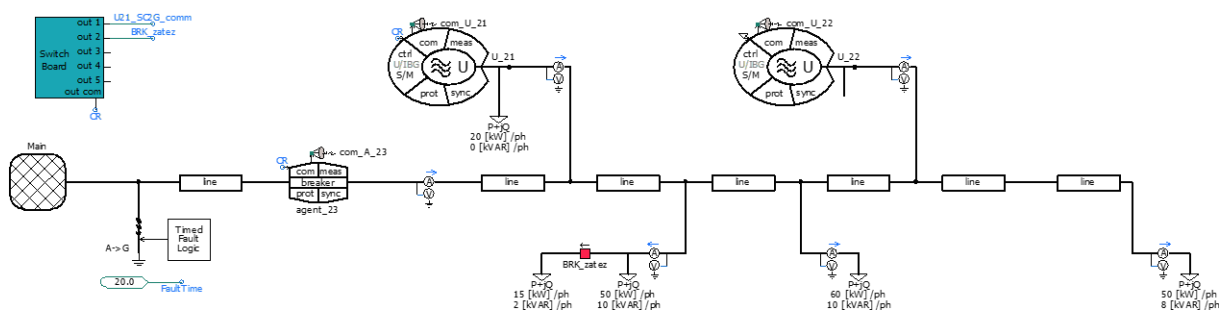 out 1
U21_SC2G_comm
out 2
BRK_zatez
Switch
out 3
Board
out 4
out 5
out com
CR
com_U_21
CR
com
meas
ctrl
U/IBG
S/M
U
prot
sync
U_21
A
V
P+jQ
20 [kW] /ph
0 [kVAR] /ph
com_U_22
com
meas
ctrl
U/IBG
S/M
U
prot
sync
U_22
A
V
Main
line
CR
com_A_23
com
meas
breaker
prot
sync
agent_23
A
V
line
line
line
line
line
line
A->G
Timed
Fault
Logic
20.0
FaultTime
BRK_zatez
A
V
P+jQ
15 [kW] /ph
2 [kVAR] /ph
P+jQ
50 [kW] /ph
10 [kVAR] /ph
A
V
P+jQ
60 [kW] /ph
10 [kVAR] /ph
A
V
P+jQ
50 [kW] /ph
8 [kVAR] /ph